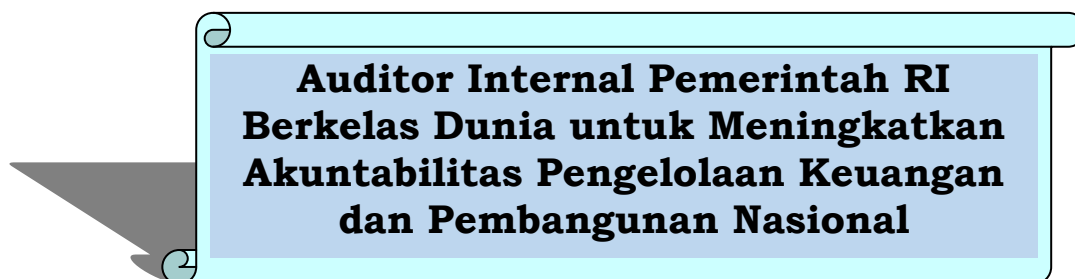 Auditor Internal Pemerintah RI
Berkelas Dunia untuk Meningkatkan
Akuntabilitas Pengelolaan Keuangan
dan Pembangunan Nasional